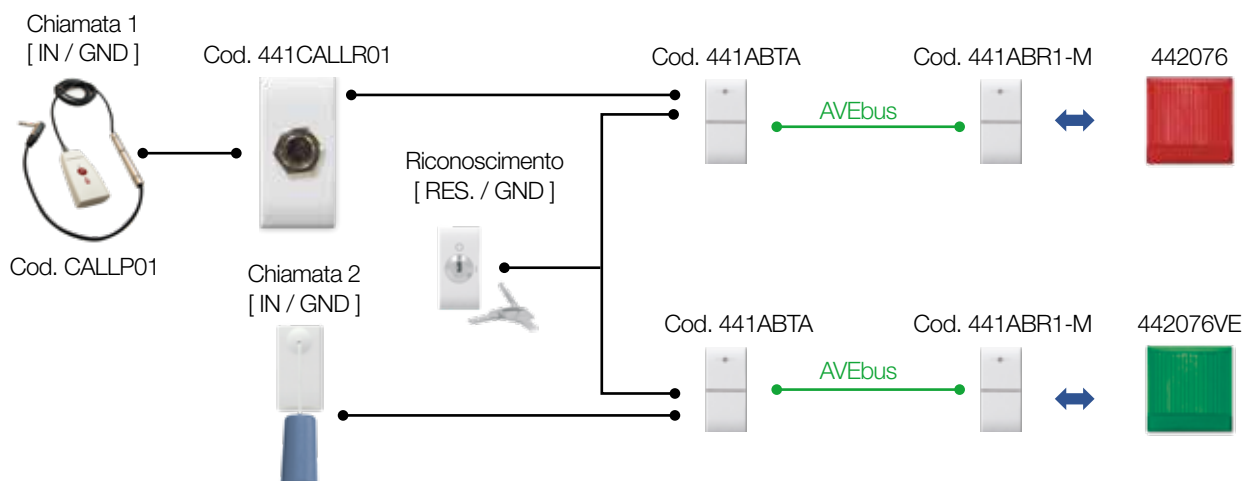 Chiamata 1
[ IN / GND ]
Cod. 441CALLR01
Cod. 441ABTA
Cod. 441ABR1-M
442076
AVEbus
Riconoscimento
[ RES. / GND ]
Cod. CALLP01
Chiamata 2
[ IN / GND ]
Cod. 441ABTA
Cod. 441ABR1-M
442076VE
AVEbus